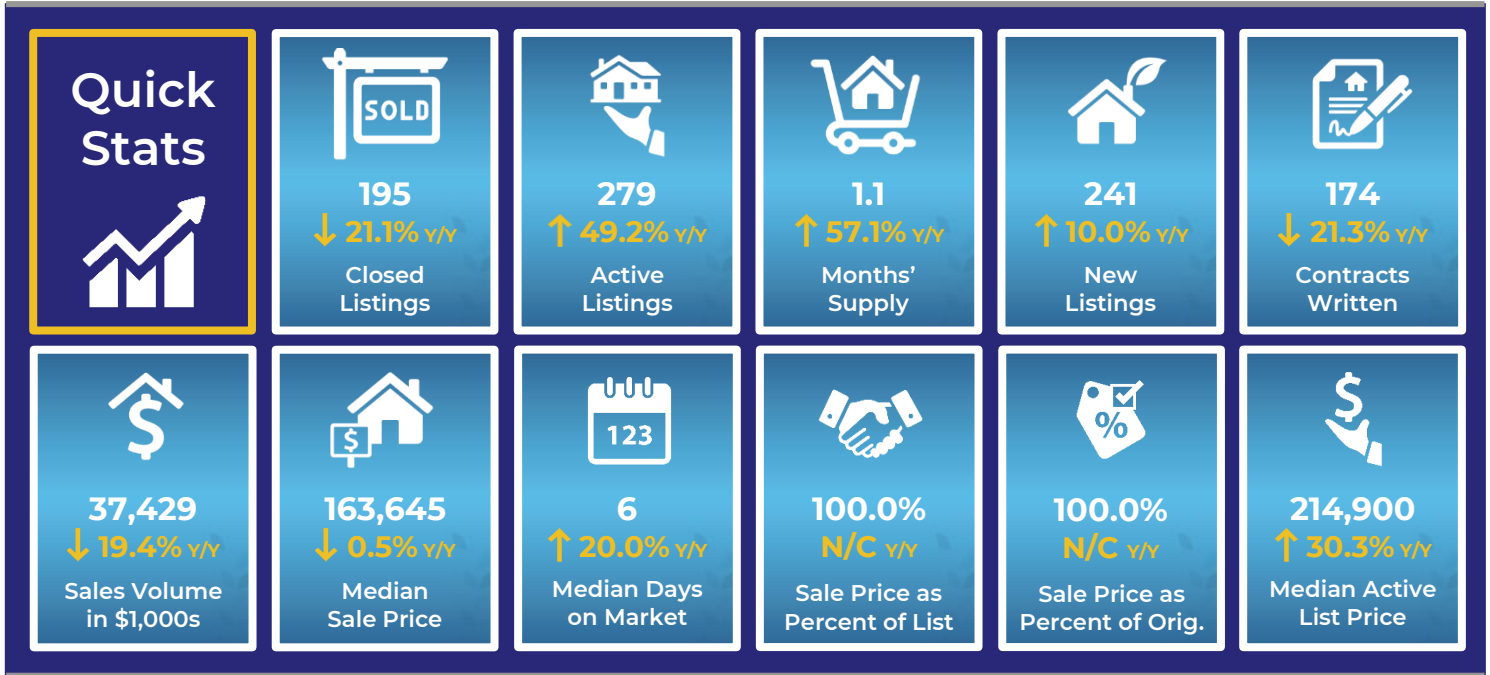 Quick
Stats
SOLD
195
↓ 21.1% Y/Y
Closed
Listings
279
↑ 49.2% Y/Y
Active
Listings
1.1
↑ 57.1% Y/Y
Months’
Supply
241
↑ 10.0% Y/Y
New
Listings
174
↓ 21.3% Y/Y
Contracts
Written
$
37,429
↓ 19.4% Y/Y
Sales Volume
in $1,000s
$
163,645
↓ 0.5% Y/Y
Median
Sale Price
123
6
↑ 20.0% Y/Y
Median Days
on Market
100.0%
N/C Y/Y
Sale Price as
Percent of List
%
100.0%
N/C Y/Y
Sale Price as
Percent of Orig.
$
214,900
↑ 30.3% Y/Y
Median Active
List Price